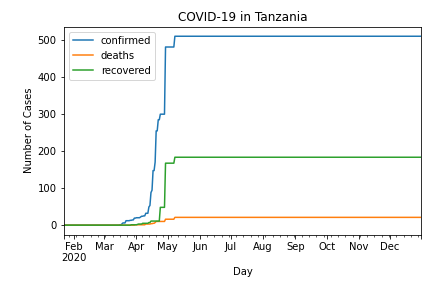 COVID-19 in Tanzania
confirmed
deaths
recovered
Number of Cases
500
400
300
200
100
0
Feb Mar Apr May Jun Jul Aug Sep Oct Nov Dec
2020
Day